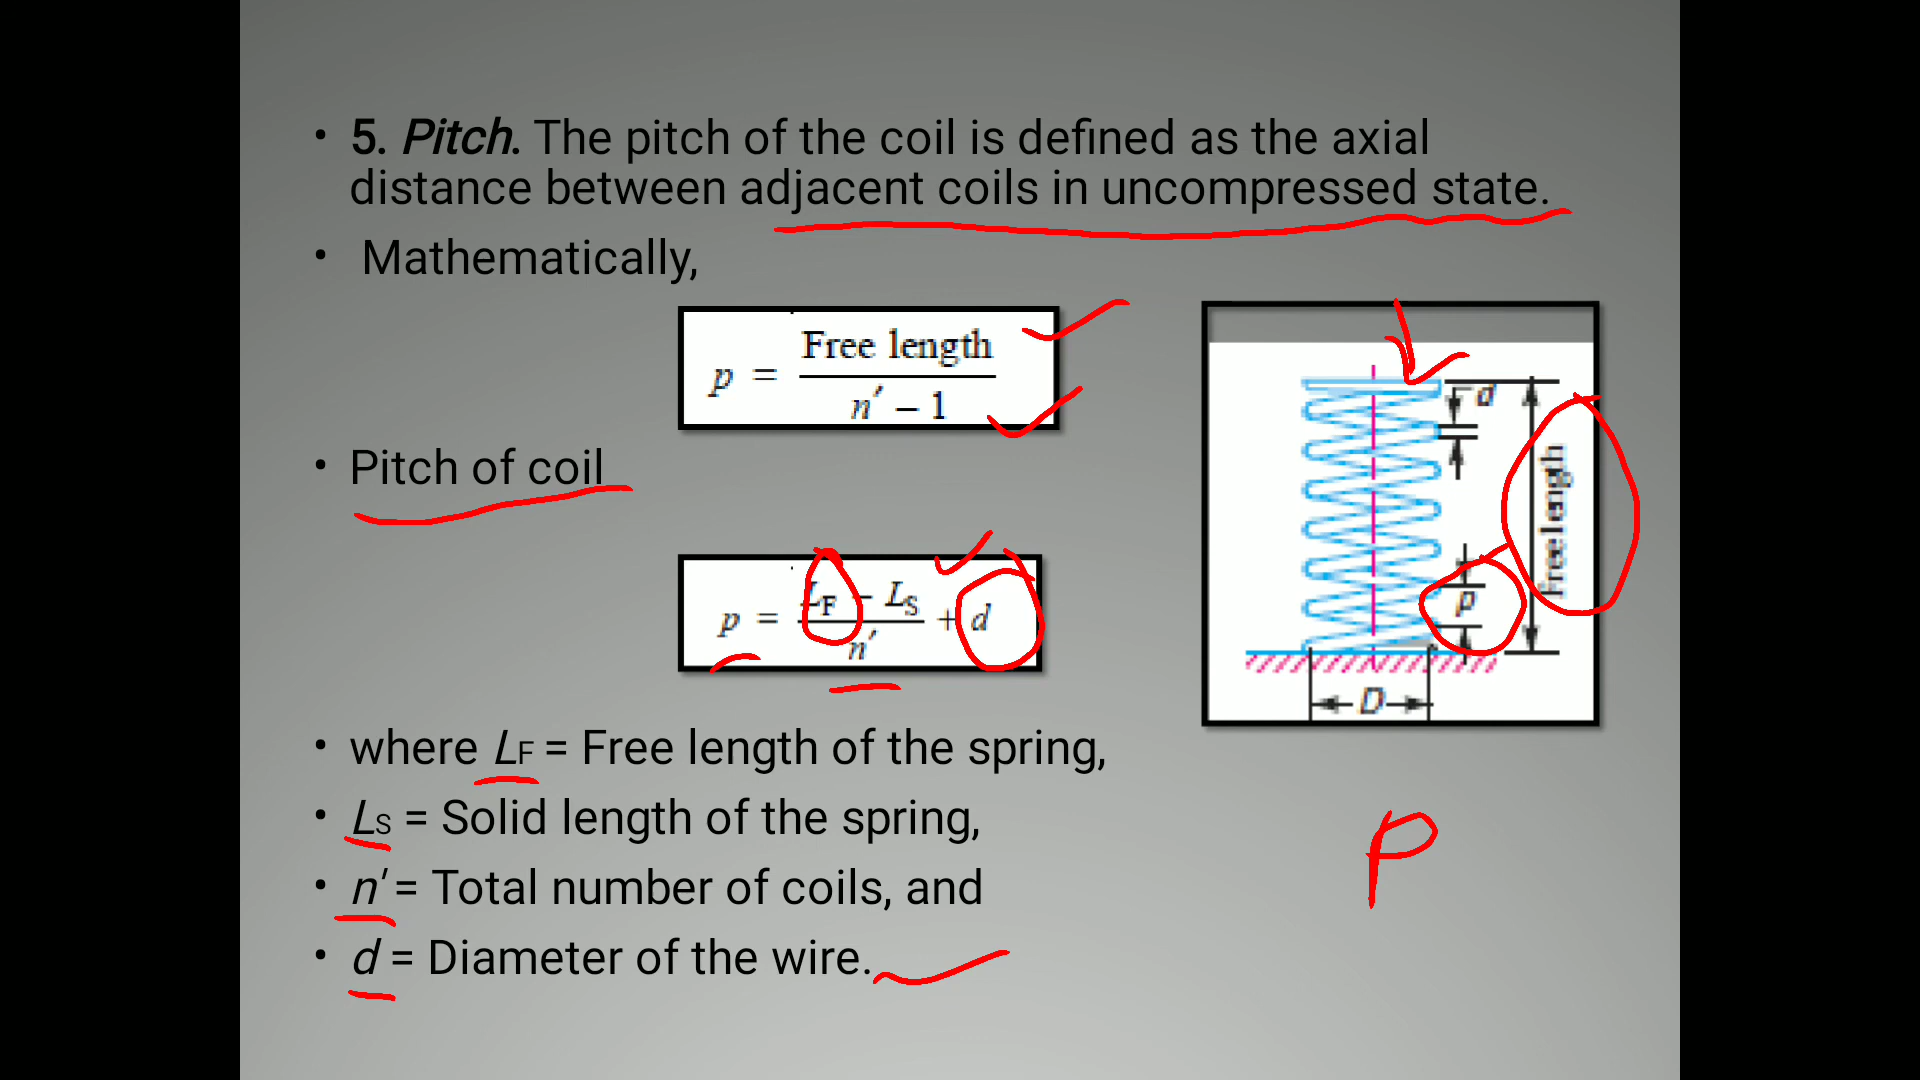 • 5. Pitch. The pitch of the coil is defined as the axial
distance between adjacent coils in uncompressed state.
• Mathematically,
p = Free length / n′ – 1
• Pitch of coil
p = LF – LS / n′ + d
• where LF = Free length of the spring,
• LS = Solid length of the spring,
• n′ = Total number of coils, and
• d = Diameter of the wire.
d
Free length
p
D
P